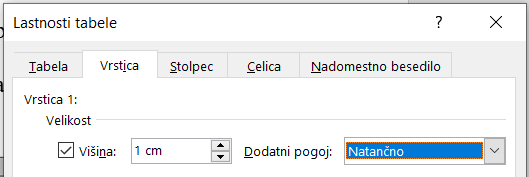 Lastnosti tabele ? ×
Tabela Vrstica Stolpec Celica Nadomestno besedilo
Vrstica 1:
Velikost
Višina: 1 cm Dodatni pogoj: Natančno